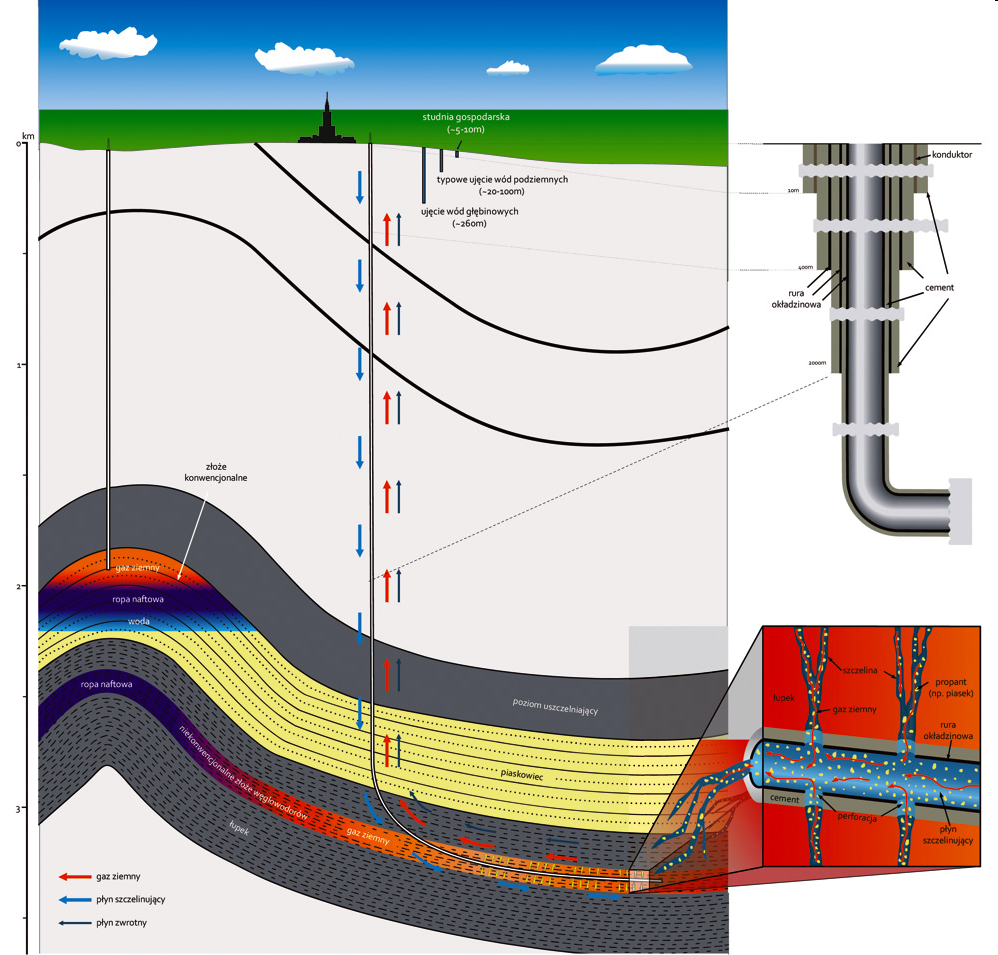 km
0
1
2
3
studnia gospodarska
(~5-10m)
typowe ujęcie wód podziemnych
(~20-100m)
ujęcie wód głębinowych
(~260m)
konduktor
10m
400m
rura
okładzinowa
cement
2000m
złoże
konwencjonalne
gaz ziemny
ropa naftowa
woda
ropa naftowa
niekonwencjonalne złoże węglowodorów
gaz ziemny
łupek
poziom uszczelniający
piaskowiec
szczelina
propant
(np. piasek)
łupek
gaz ziemny
rura
okładzinowa
cement
perforacja
płyn
szczelinujący
gaz ziemny
płyn szczelinujący
płyn zwrotny